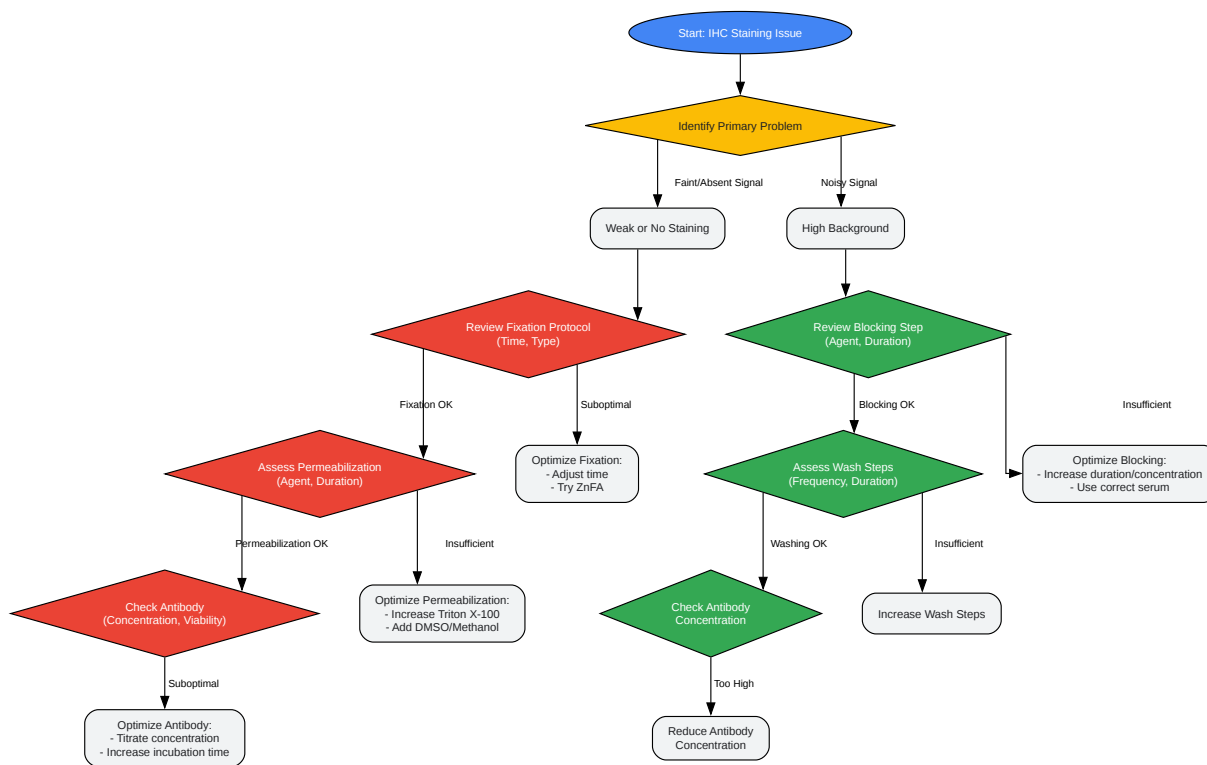 Start: IHC Staining Issue
Identify Primary Problem
Faint/Absent Signal
Noisy Signal
Weak or No Staining
High Background
Review Fixation Protocol
(Time, Type)
Review Blocking Step
(Agent, Duration)
Fixation OK
Suboptimal
Blocking OK
Insufficient
Assess Permeabilization
(Agent, Duration)
Optimize Fixation:
- Adjust time
- Try ZnFA
Assess Wash Steps
(Frequency, Duration)
Optimize Blocking:
- Increase duration/concentration
- Use correct serum
Permeabilization OK
Insufficient
Washing OK
Insufficient
Check Antibody
(Concentration, Viability)
Optimize Permeabilization:
- Increase Triton X-100
- Add DMSO/Methanol
Check Antibody
Concentration
Increase Wash Steps
Suboptimal
Too High
Optimize Antibody:
- Titrate concentration
- Increase incubation time
Reduce Antibody
Concentration